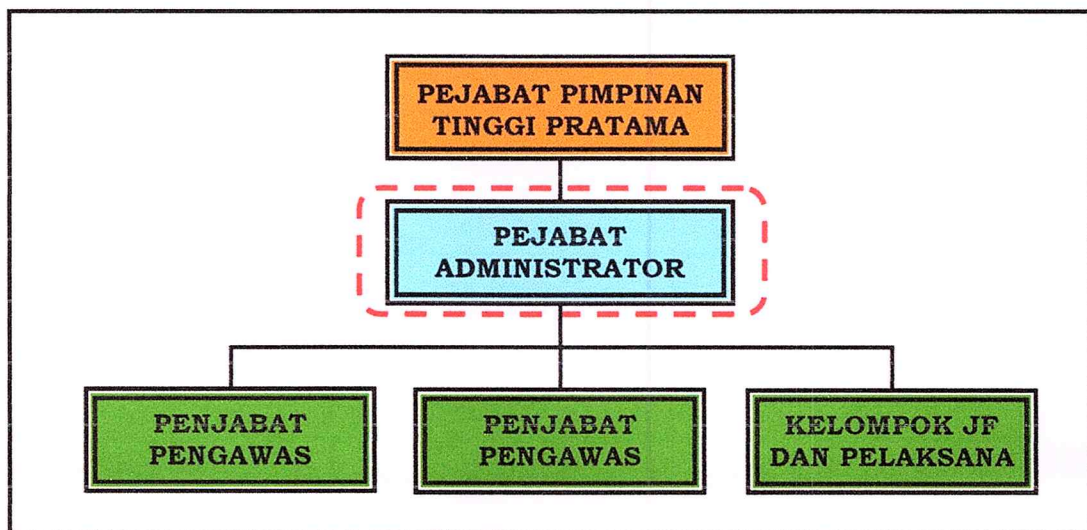 PEJABAT PIMPINAN
TINGGI PRATAMA
PEJABAT
ADMINISTRATOR
PENJABAT
PENGAWAS
PENJABAT
PENGAWAS
KELOMPOK JF
DAN PELAKSANA